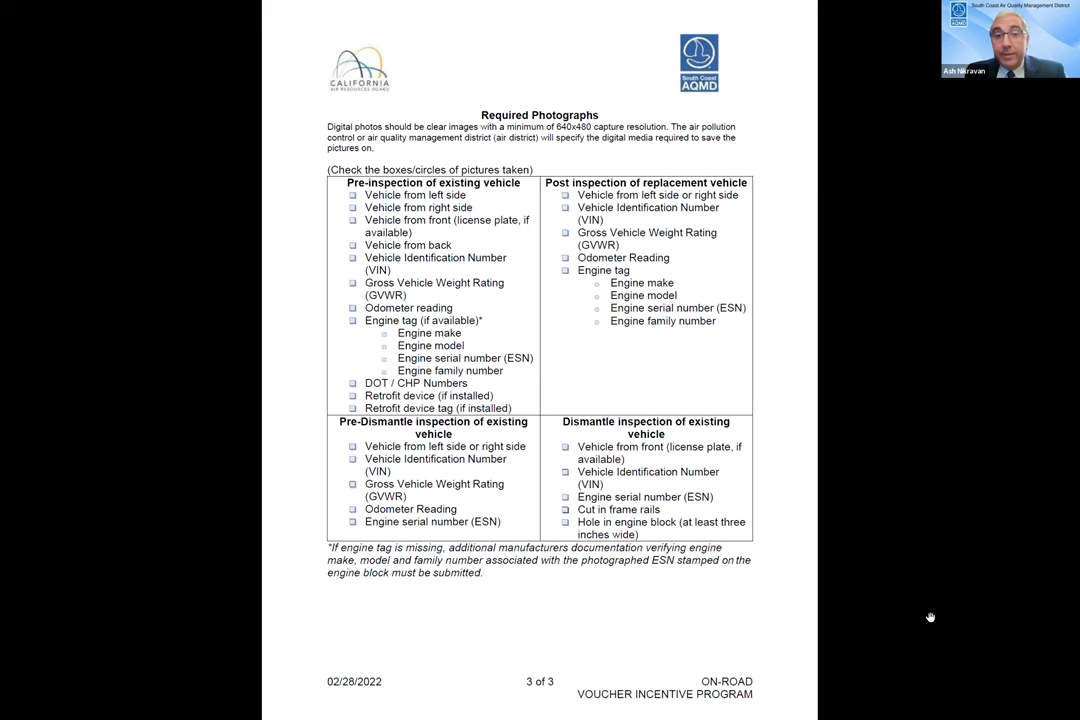 South Coast Air Quality Management District
AQMD
Ash Nikravan
CALIFORNIA
AIR RESOURCES BOARD
South Coast
AQMD
Required Photographs
Digital photos should be clear images with a minimum of 640x480 capture resolution. The air pollution
control or air quality management district (air district) will specify the digital media required to save the
pictures on.
(Check the boxes/circles of pictures taken)
Pre-inspection of existing vehicle
Vehicle from left side
Vehicle from right side
Vehicle from front (license plate, if
available)
Vehicle from back
Vehicle Identification Number
(VIN)
Gross Vehicle Weight Rating
(GVWR)
Odometer reading
Engine tag (if available)*
Engine make
Engine model
Engine serial number (ESN)
Engine family number
DOT / CHP Numbers
Retrofit device (if installed)
Retrofit device tag (if installed)
Post inspection of replacement vehicle
Vehicle from left side or right side
Vehicle Identification Number
(VIN)
Gross Vehicle Weight Rating
(GVWR)
Odometer Reading
Engine tag
Engine make
Engine model
Engine serial number (ESN)
Engine family number
Pre-Dismantle inspection of existing
vehicle
Vehicle from left side or right side
Vehicle Identification Number
(VIN)
Gross Vehicle Weight Rating
(GVWR)
Odometer Reading
Engine serial number (ESN)
Dismantle inspection of existing
vehicle
Vehicle from front (license plate, if
available)
Vehicle Identification Number
(VIN)
Engine serial number (ESN)
Cut in frame rails
Hole in engine block (at least three
inches wide)
*If engine tag is missing, additional manufacturers documentation verifying engine
make, model and family number associated with the photographed ESN stamped on the
engine block must be submitted.
02/28/2022
3 of 3
ON-ROAD
VOUCHER INCENTIVE PROGRAM